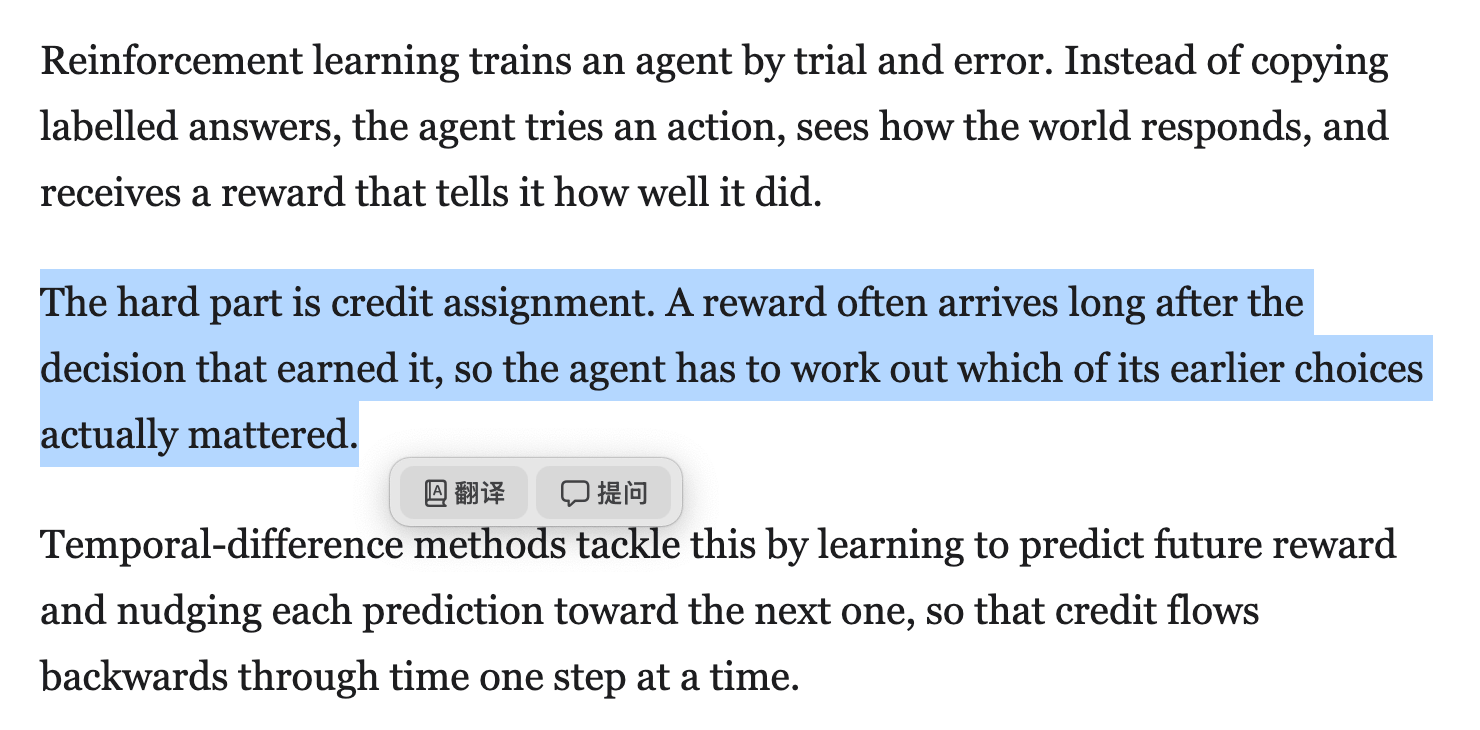 Reinforcement learning trains an agent by trial and error. Instead of copying
labelled answers, the agent tries an action, sees how the world responds, and
receives a reward that tells it how well it did.
The hard part is credit assignment. A reward often arrives long after the
decision that earned it, so the agent has to work out which of its earlier choices
actually mattered.
翻译 提问
Temporal-difference methods tackle this by learning to predict future reward
and nudging each prediction toward the next one, so that credit flows
backwards through time one step at a time.